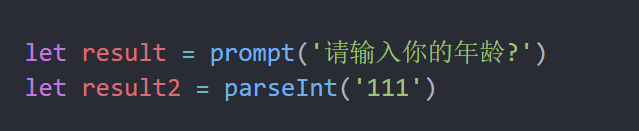 let result = prompt('请输入你的年龄?')
let result2 = parseInt('111')